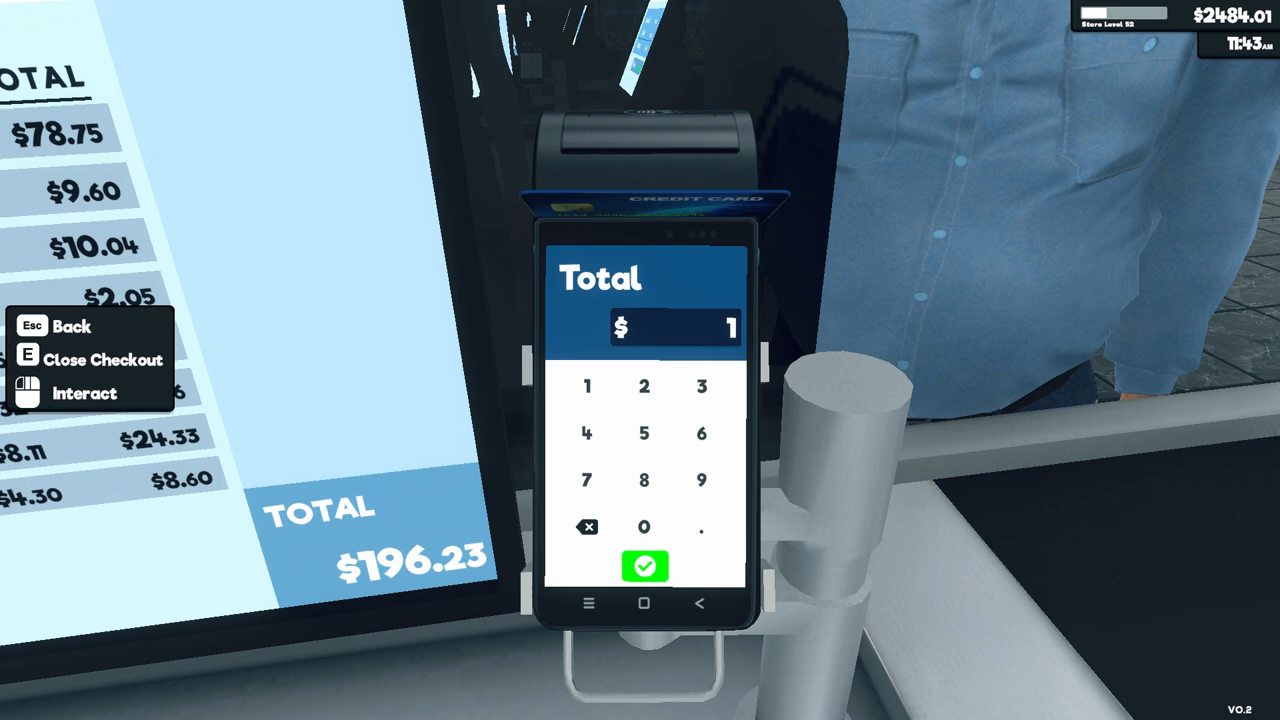 $2484.01
Store Level 52
11:43AM
OTAL
$78.75
$9.60
$10.04
$2.05
Esc Back
E Close Checkout
Interact
6
$8.11 $24.33
$4.30 $8.60
TOTAL
$196.23
CREDIT CARD
Total
$ 1
1 2 3
4 5 6
7 8 9
0 .
V0.2